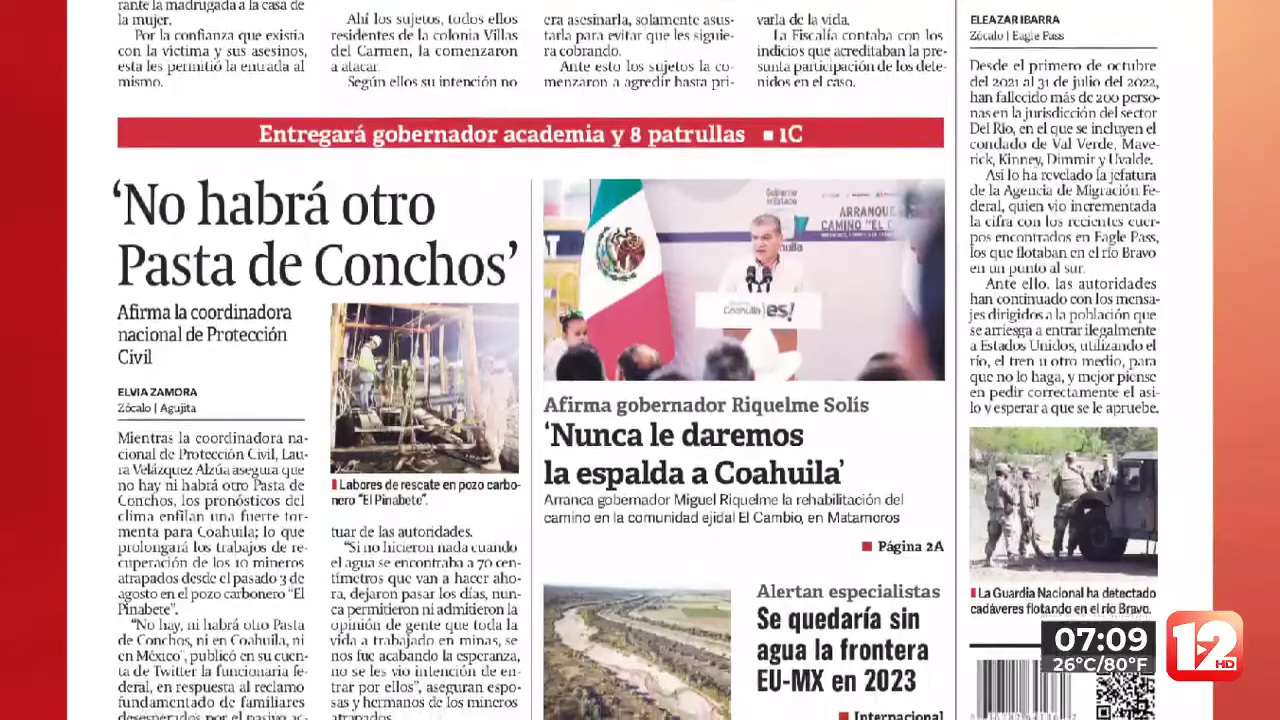 rante la madrugada a la casa de
la mujer.
Por la confianza que existía
con la víctima y sus asesinos,
esta les permitió la entrada al
mismo.
Ahí los sujetos, todos ellos
residentes de la colonia Villas
del Carmen, la comenzaron
a atacar.
Según ellos su intención no
era asesinarla, solamente asus-
tarla para evitar que les siguie-
ra cobrando.
Ante esto los sujetos la co-
menzaron a agredir hasta pri-
varla de la vida.
La Fiscalía contaba con los
indicios que acreditaban la pre-
sunta participación de los dete-
nidos en el caso.
Entregará gobernador academia y 8 patrullas ■ 1C
‘No habrá otro
Pasta de Conchos’
Afirma la coordinadora
nacional de Protección
Civil
ELVIA ZAMORA
Zócalo | Agujita
Mientras la coordinadora na-
cional de Protección Civil, Lau-
ra Velázquez Alzúa asegura que
no hay ni habrá otro Pasta de
Conchos, los pronósticos del
clima enfilan una fuerte tor-
menta para Coahuila; lo que
prolongará los trabajos de re-
cuperación de los 10 mineros
atrapados desde el pasado 3 de
agosto en el pozo carbonero “El
Pinabete”.
“No hay, ni habrá otro Pasta
de Conchos, ni en Coahuila, ni
en México”, publicó en su cuen-
ta de Twitter la funcionaria fe-
deral, en respuesta al reclamo
fundamentado de familiares
desesperados por el pasivo ac-
Labores de rescate en pozo carbo-
nero “El Pinabete”.
tuar de las autoridades.
“Si no hicieron nada cuando
el agua se encontraba a 70 cen-
tímetros que van a hacer aho-
ra, dejaron pasar los días, nun-
ca permitieron ni admitieron la
opinión de gente que toda la
vida a trabajado en minas, se
nos fue acabando la esperanza,
no se les vio intención de en-
trar por ellos”, aseguran espo-
sas y hermanos de los mineros
atrapados.
Gobierno
de Estado
ARRANQUE
CAMINO "EL C
Coahuila ¡es!
Afirma gobernador Riquelme Solís
‘Nunca le daremos
la espalda a Coahuila’
Arranca gobernador Miguel Riquelme la rehabilitación del
camino en la comunidad ejidal El Cambio, en Matamoros
■ Página 2A
Alertan especialistas
Se quedaría sin
agua la frontera
EU-MX en 2023
■ Internacional
ELEAZAR IBARRA
Zócalo | Eagle Pass
Desde el primero de octubre
del 2021 al 31 de julio del 2022,
han fallecido más de 200 perso-
nas en la jurisdicción del sector
Del Río, en el que se incluyen el
condado de Val Verde, Mave-
rick, Kinney, Dimmir y Uvalde.
Así lo ha revelado la jefatura
de la Agencia de Migración Fe-
deral, quien vio incrementada
la cifra con los recientes cuer-
pos encontrados en Eagle Pass,
los que flotaban en el río Bravo
en un punto al sur.
Ante ello, las autoridades
han continuado con los mensa-
jes dirigidos a la población que
se arriesga a entrar ilegalmente
a Estados Unidos, utilizando el
río, el tren u otro medio, para
que no lo haga, y mejor piense
en pedir correctamente el asi-
lo y esperar a que se le apruebe.
La Guardia Nacional ha detectado
cadáveres flotando en el río Bravo.
07:09
26°C/80°F
12
HD